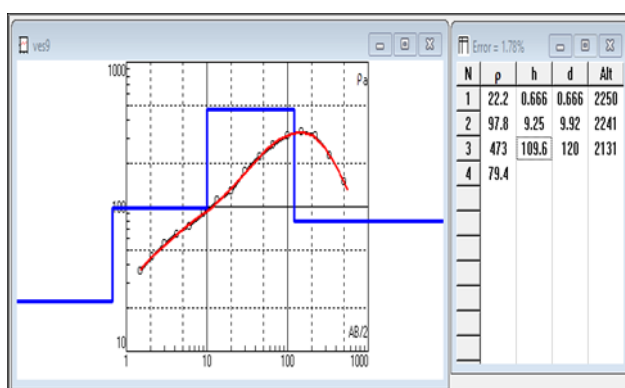 ves9
1000
ρa
100
10
AB/2
1 10 100 1000
Error = 1.78%
N ρ h d Alt
1 22.2 0.666 0.666 2250
2 97.8 9.25 9.92 2241
3 473 109.6 120 2131
4 79.4